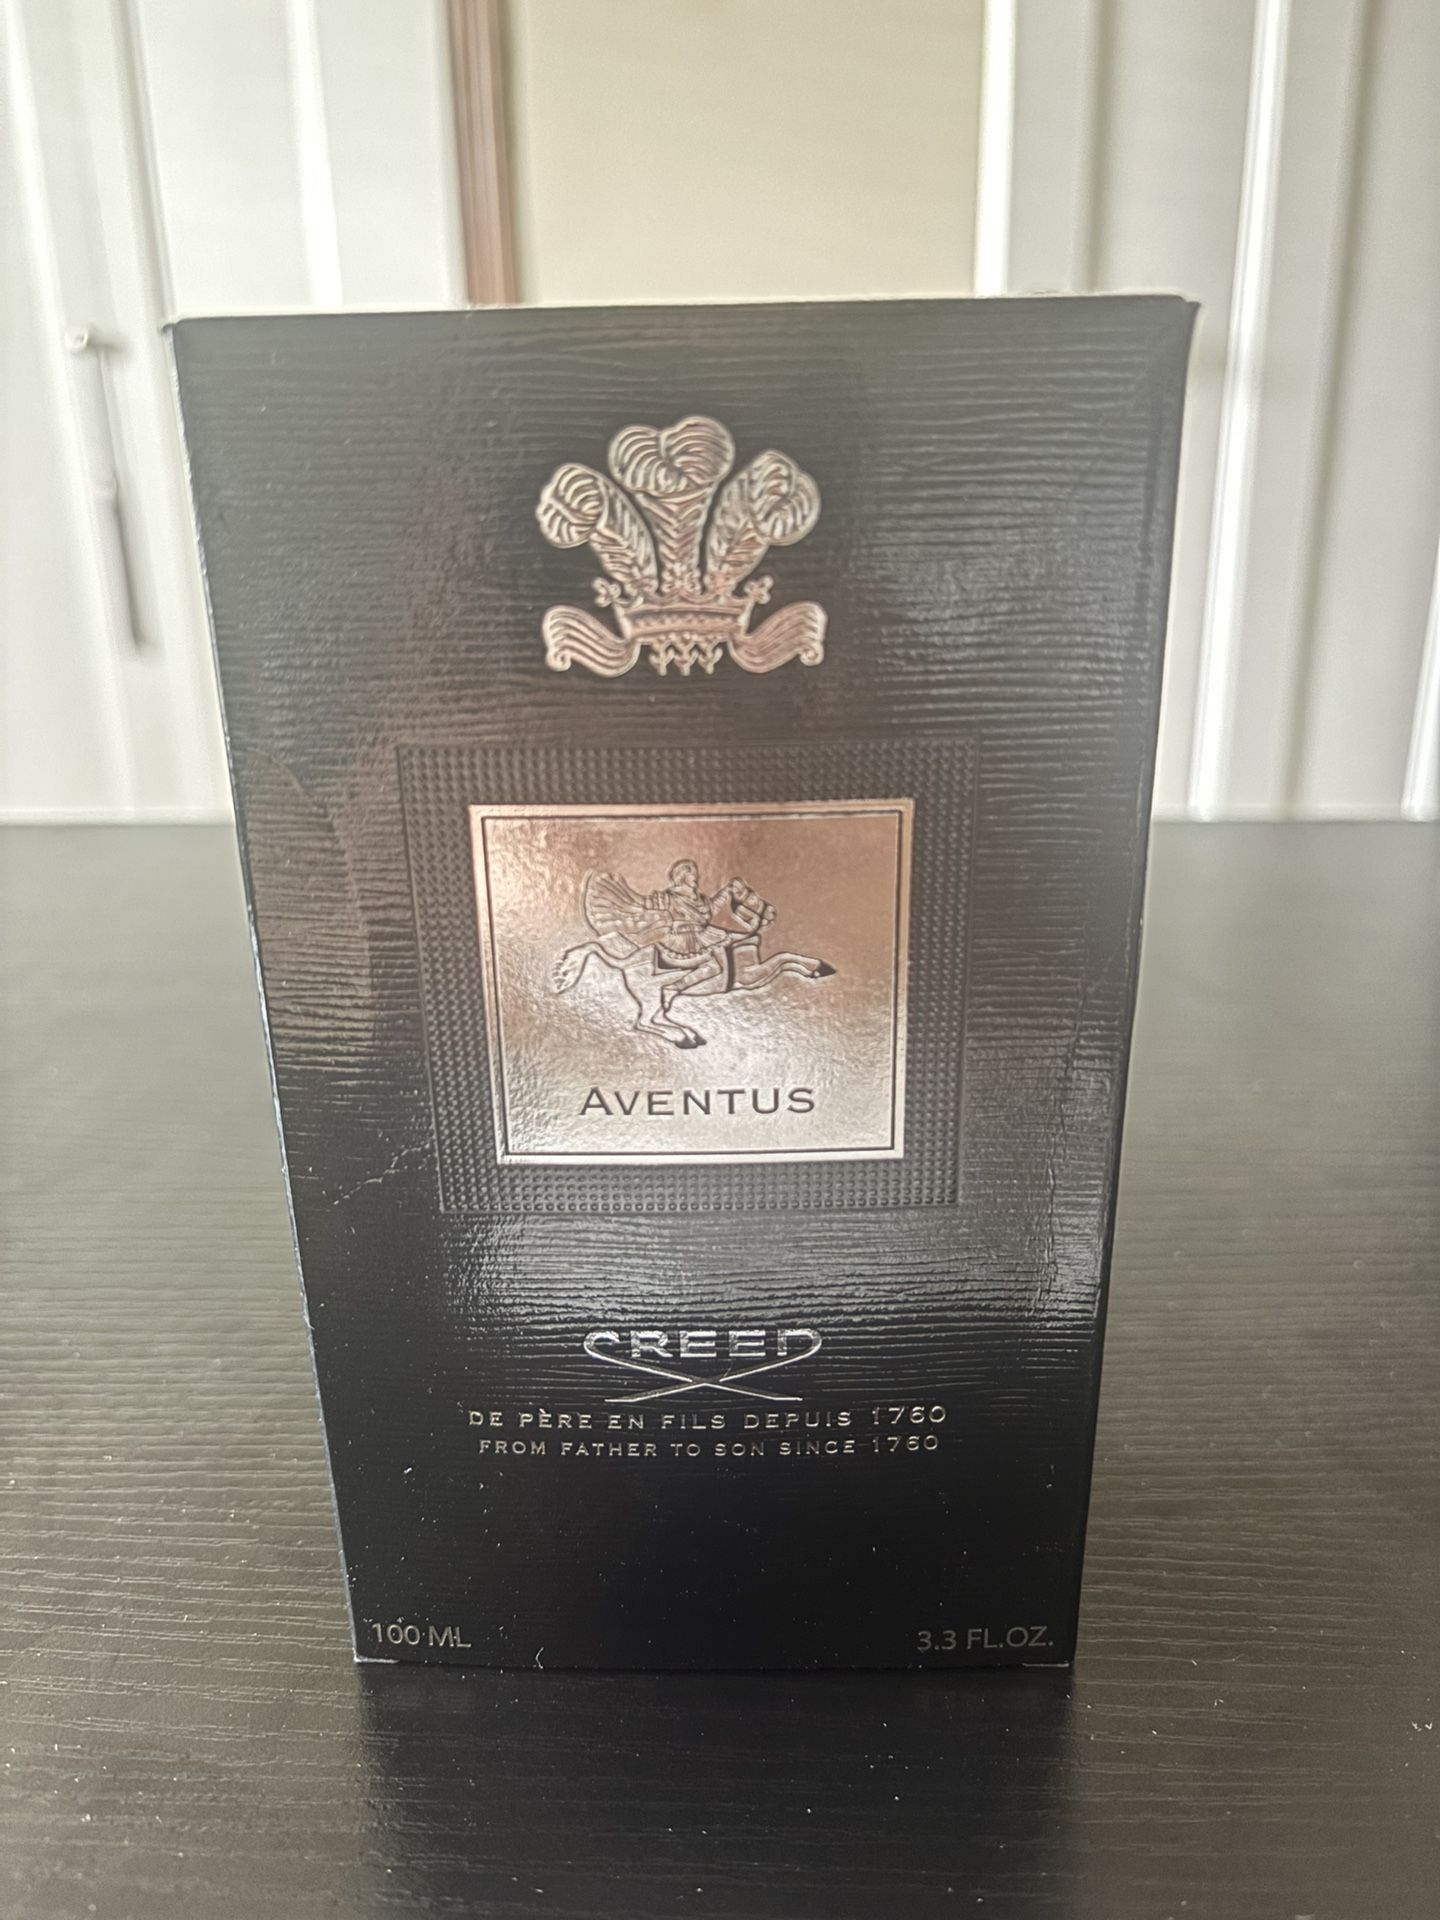 AVENTUS
CREED
DE PÈRE EN FILS DEPUIS 1760
FROM FATHER TO SON SINCE 1760
100 ML
3.3 FL.OZ.